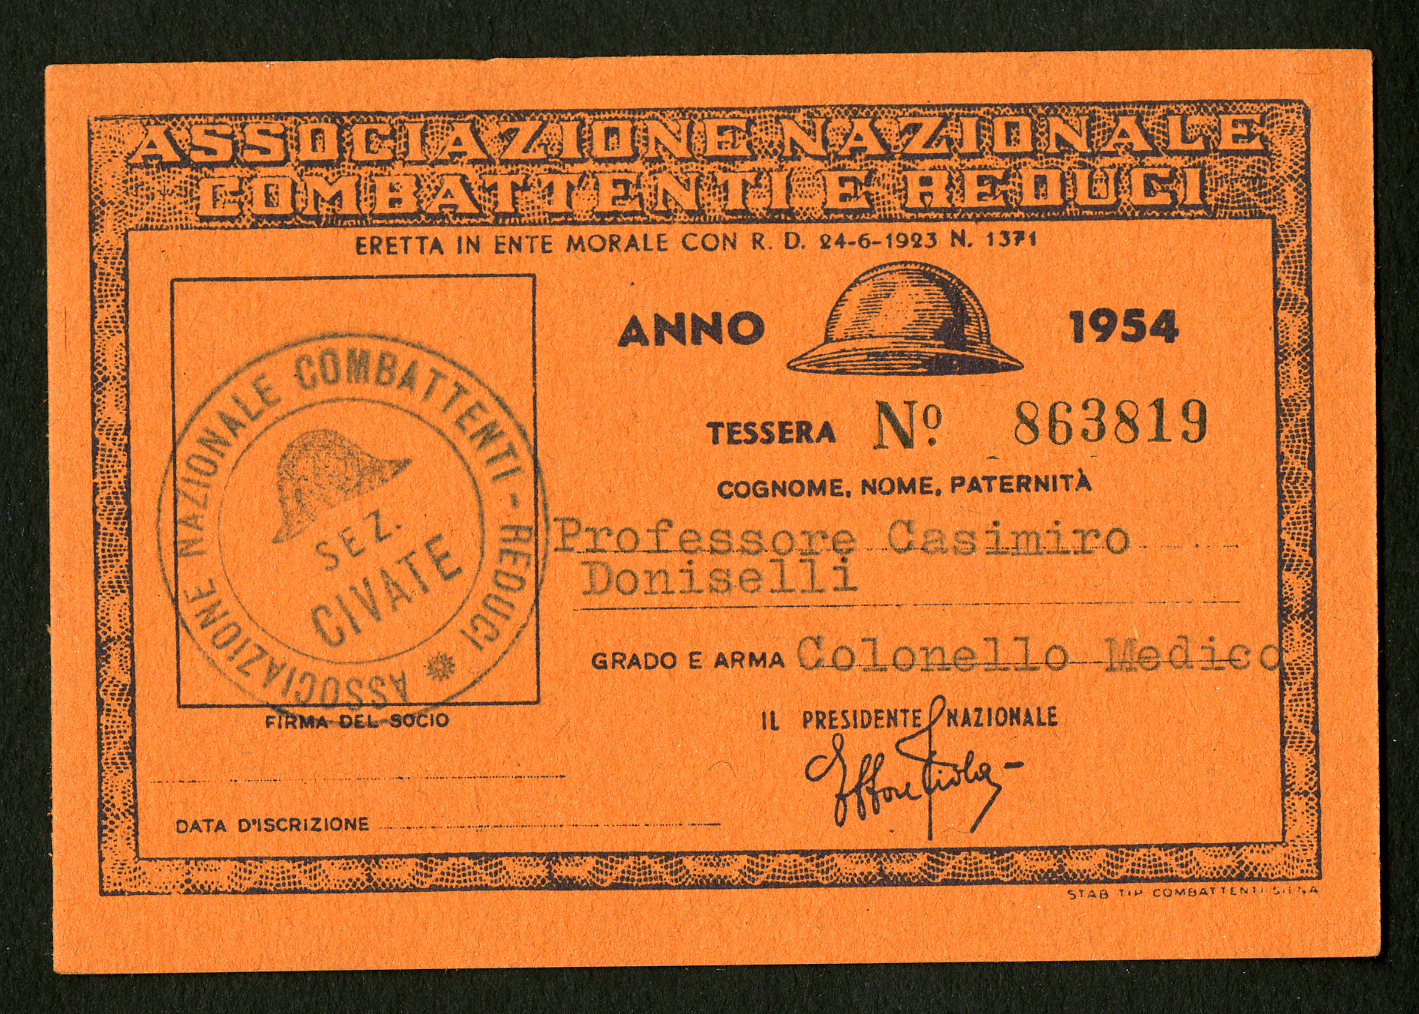 ASSOCIAZIONE NAZIONALE
COMBATTENTI E REDUCI
ERETTA IN ENTE MORALE CON R. D. 24-6-1923 N. 1371
ANNO 1954
TESSERA Nº 863819
COGNOME, NOME, PATERNITÀ
Professore Casimiro
Doniselli
GRADO E ARMA Colonello Medico
IL PRESIDENTE NAZIONALE
Ettore Viola
ASSOCIAZIONE NAZIONALE COMBATTENTI - REDUCI
SEZ.
CIVATE
FIRMA DEL SOCIO
DATA D'ISCRIZIONE
STAB TIP COMBATTENTI SIENA